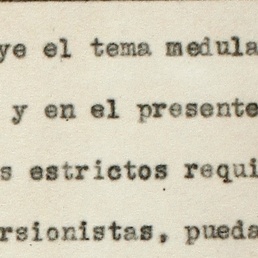 ye el tema medula
y en el presente
s estrictos requi
rsionistas, pueda